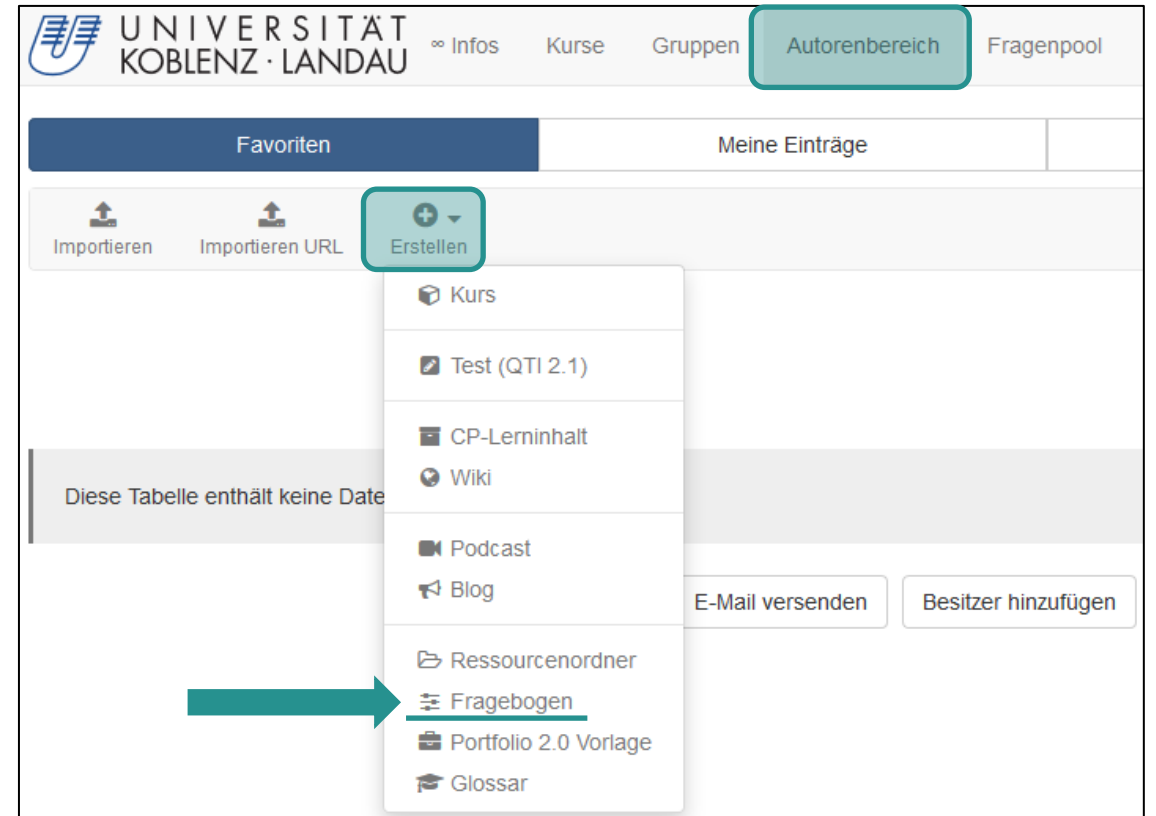 UNIVERSITÄT
KOBLENZ · LANDAU
∞ Infos Kurse Gruppen Autorenbereich Fragenpool
Favoriten Meine Einträge
Importieren Importieren URL Erstellen
Kurs
Test (QTI 2.1)
CP-Lerninhalt
Wiki
Diese Tabelle enthält keine Date
Podcast
Blog
E-Mail versenden Besitzer hinzufügen
Ressourcenordner
Fragebogen
Portfolio 2.0 Vorlage
Glossar